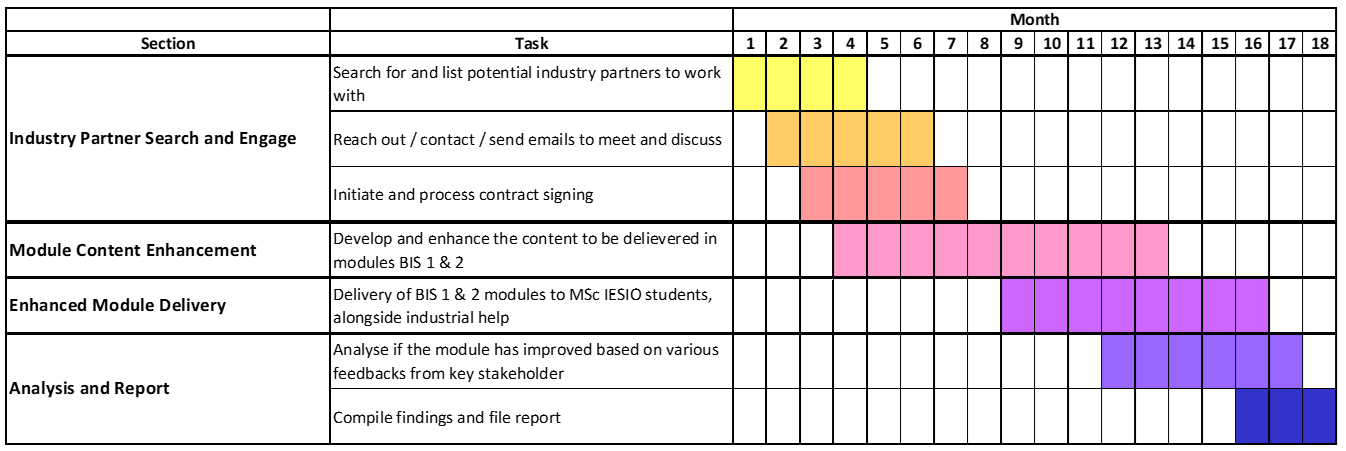 Month
Section Task 1 2 3 4 5 6 7 8 9 10 11 12 13 14 15 16 17 18
Industry Partner Search and Engage
Search for and list potential industry partners to work
with
Reach out / contact / send emails to meet and discuss
Initiate and process contract signing
Module Content Enhancement
Develop and enhance the content to be delievered in
modules BIS 1 & 2
Enhanced Module Delivery
Delivery of BIS 1 & 2 modules to MSc IESIO students,
alongside industrial help
Analysis and Report
Analyse if the module has improved based on various
feedbacks from key stakeholder
Compile findings and file report